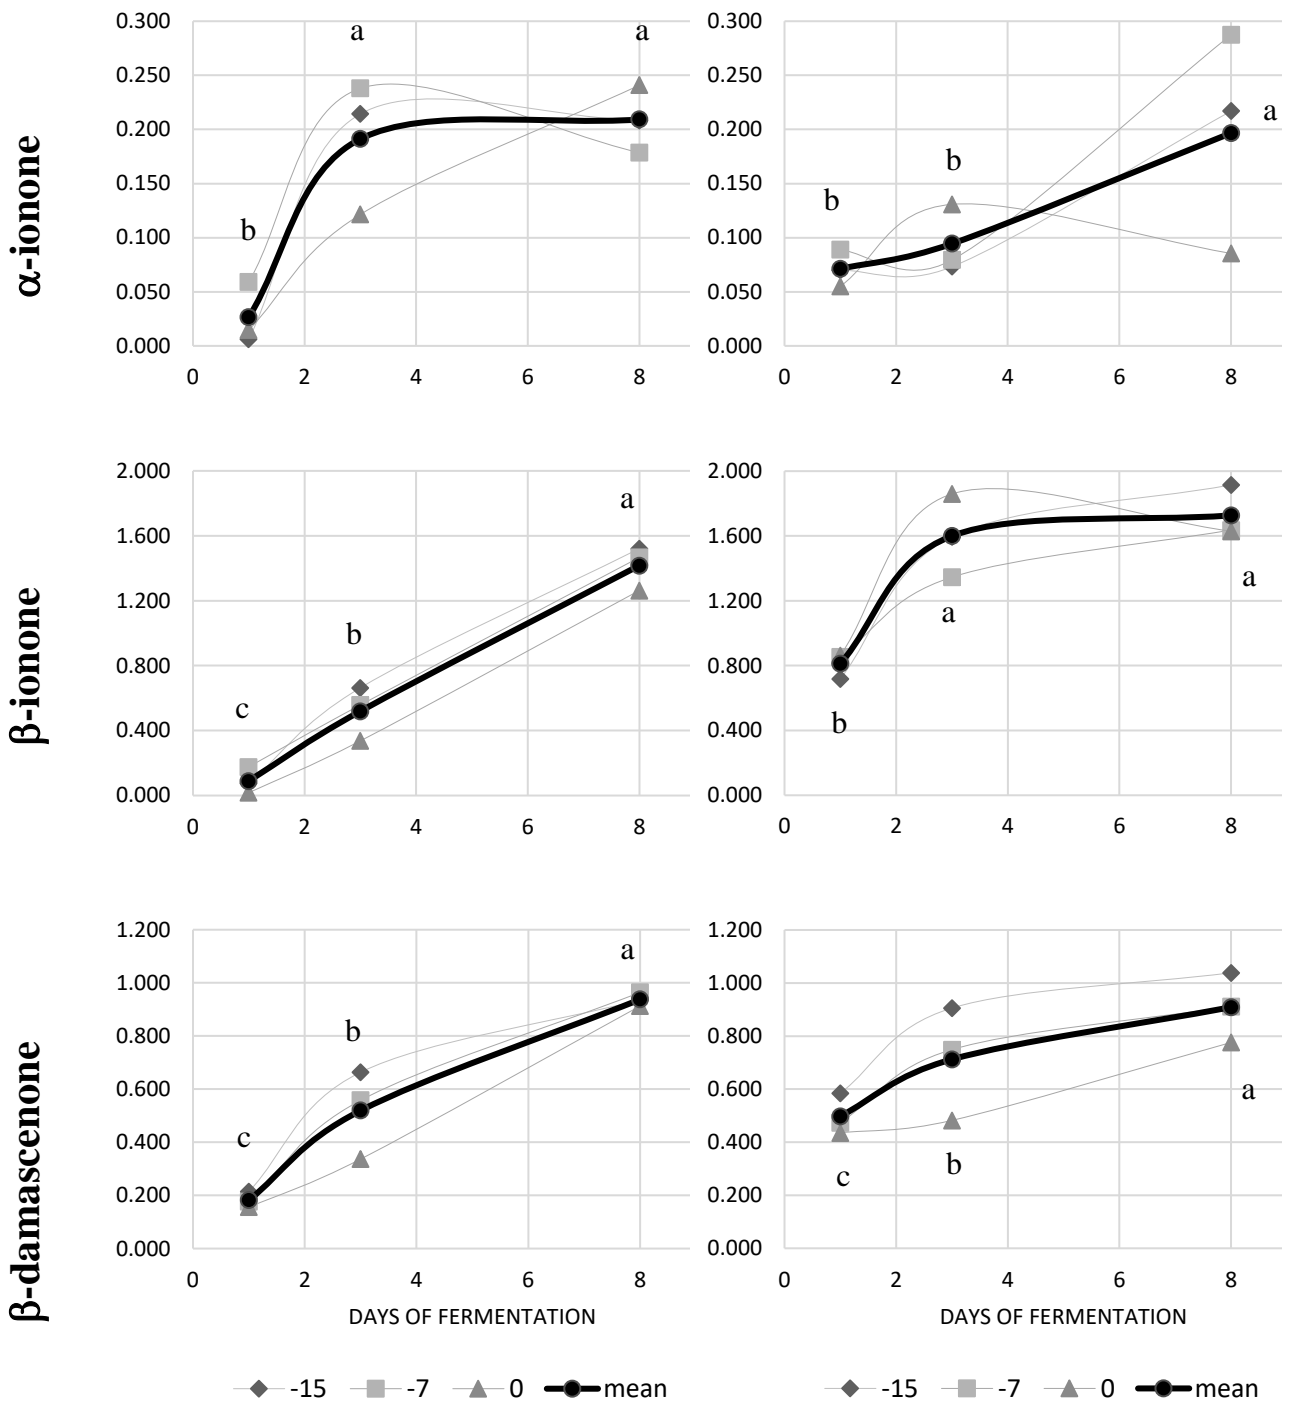 α-ionone
0.300
0.250
0.200
0.150
0.100
0.050
0.000
0 2 4 6 8
b
a
a
0.300
0.250
0.200
0.150
0.100
0.050
0.000
0 2 4 6 8
b
b
a
β-ionone
2.000
1.600
1.200
0.800
0.400
0.000
0 2 4 6 8
c
b
a
2.000
1.600
1.200
0.800
0.400
0.000
0 2 4 6 8
b
a
a
β-damascenone
1.200
1.000
0.800
0.600
0.400
0.200
0.000
0 2 4 6 8
c
b
a
DAYS OF FERMENTATION
1.200
1.000
0.800
0.600
0.400
0.200
0.000
0 2 4 6 8
c
b
a
DAYS OF FERMENTATION
-15 -7 0 mean
-15 -7 0 mean